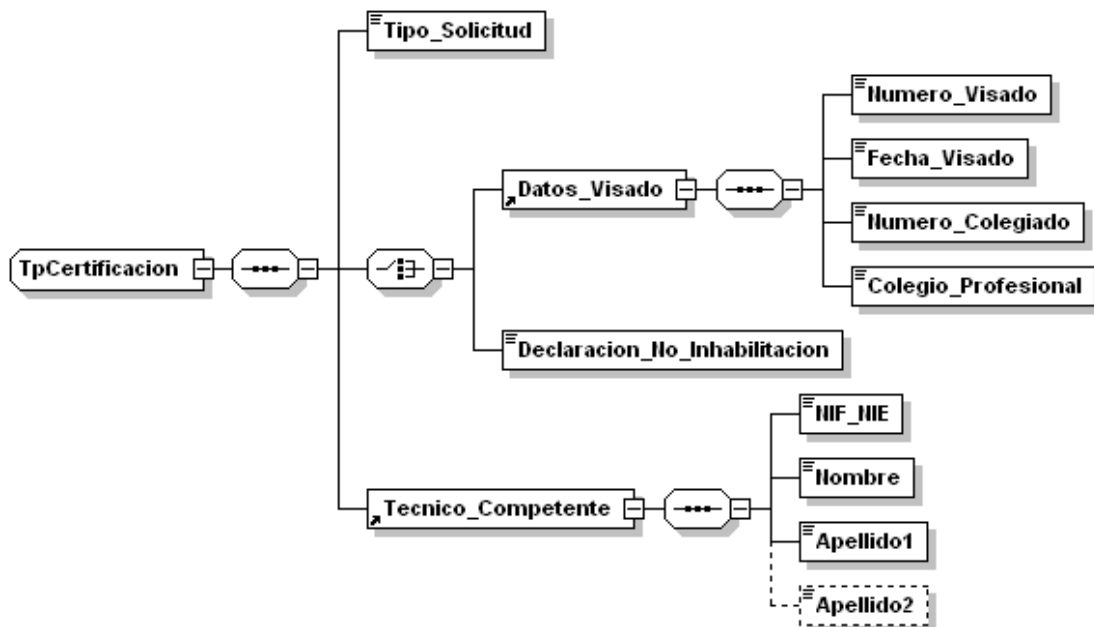 Tipo_Solicitud
Numero_Visado
Fecha_Visado
Datos_Visado
Numero_Colegiado
TpCertificacion
Colegio_Profesional
Declaracion_No_Inhabilitacion
NIF_NIE
Nombre
Tecnico_Competente
Apellido1
Apellido2